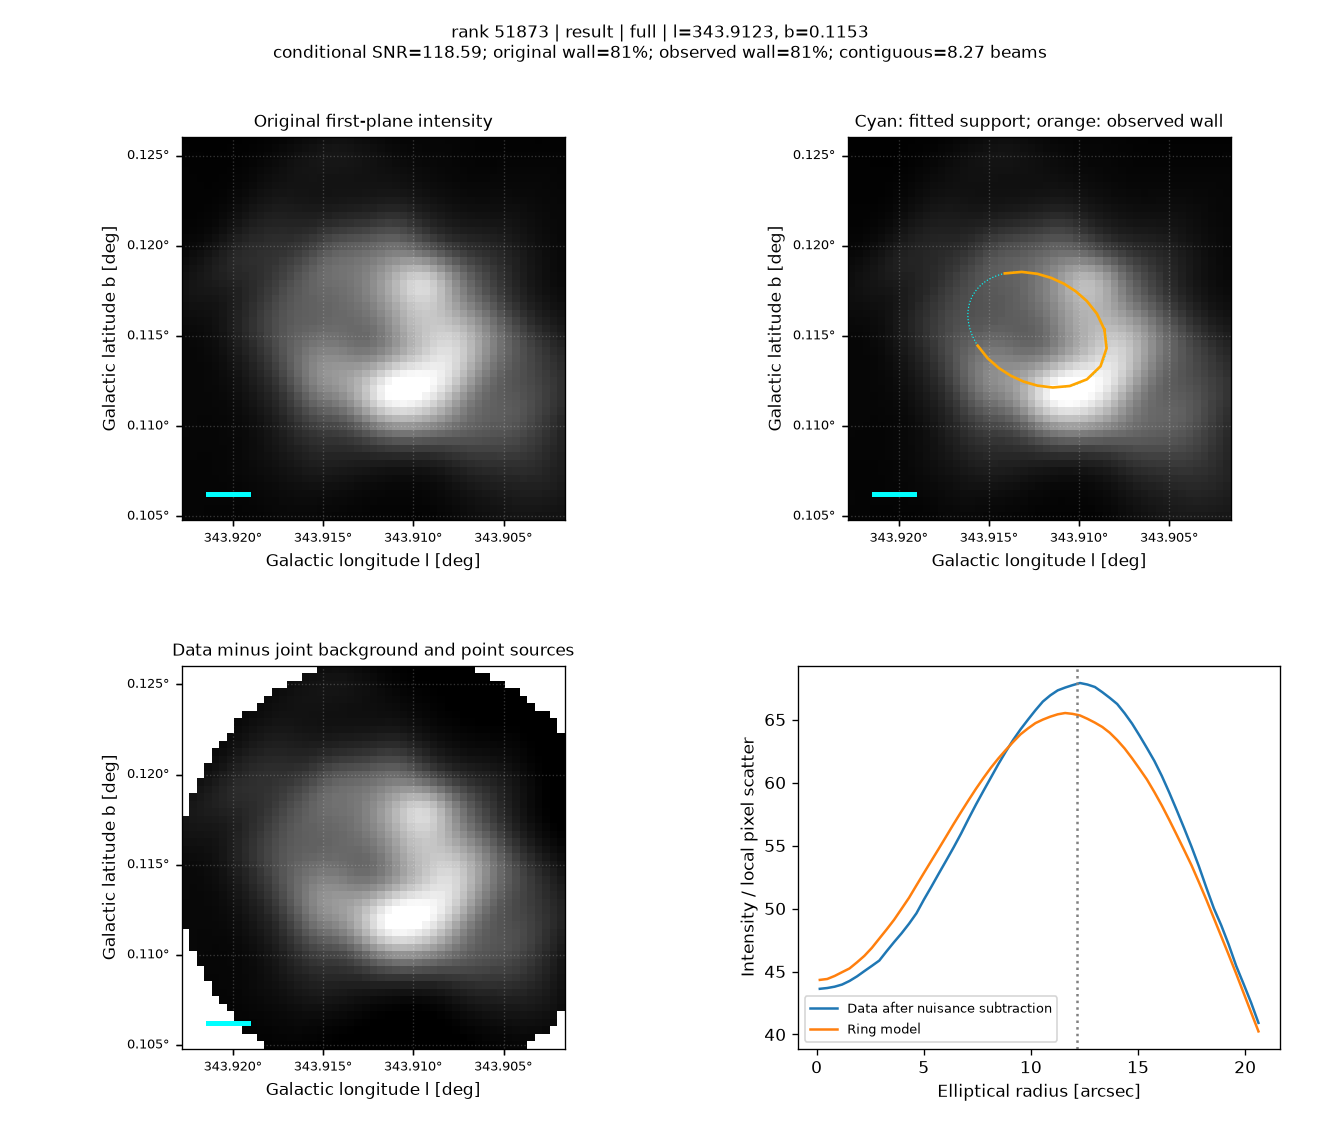 rank 51873 | result | full | l=343.9123, b=0.1153
conditional SNR=118.59; original wall=81%; observed wall=81%; contiguous=8.27 beams
Original first-plane intensity
0.125°
0.120°
0.115°
0.110°
0.105°
Galactic latitude b [deg]
343.920°
343.915°
343.910°
343.905°
Galactic longitude l [deg]
Cyan: fitted support; orange: observed wall
0.125°
0.120°
0.115°
0.110°
0.105°
Galactic latitude b [deg]
343.920°
343.915°
343.910°
343.905°
Galactic longitude l [deg]
Data minus joint background and point sources
0.125°
0.120°
0.115°
0.110°
0.105°
Galactic latitude b [deg]
343.920°
343.915°
343.910°
343.905°
Galactic longitude l [deg]
65
60
55
50
45
40
Intensity / local pixel scatter
Data after nuisance subtraction
Ring model
0
5
10
15
20
Elliptical radius [arcsec]